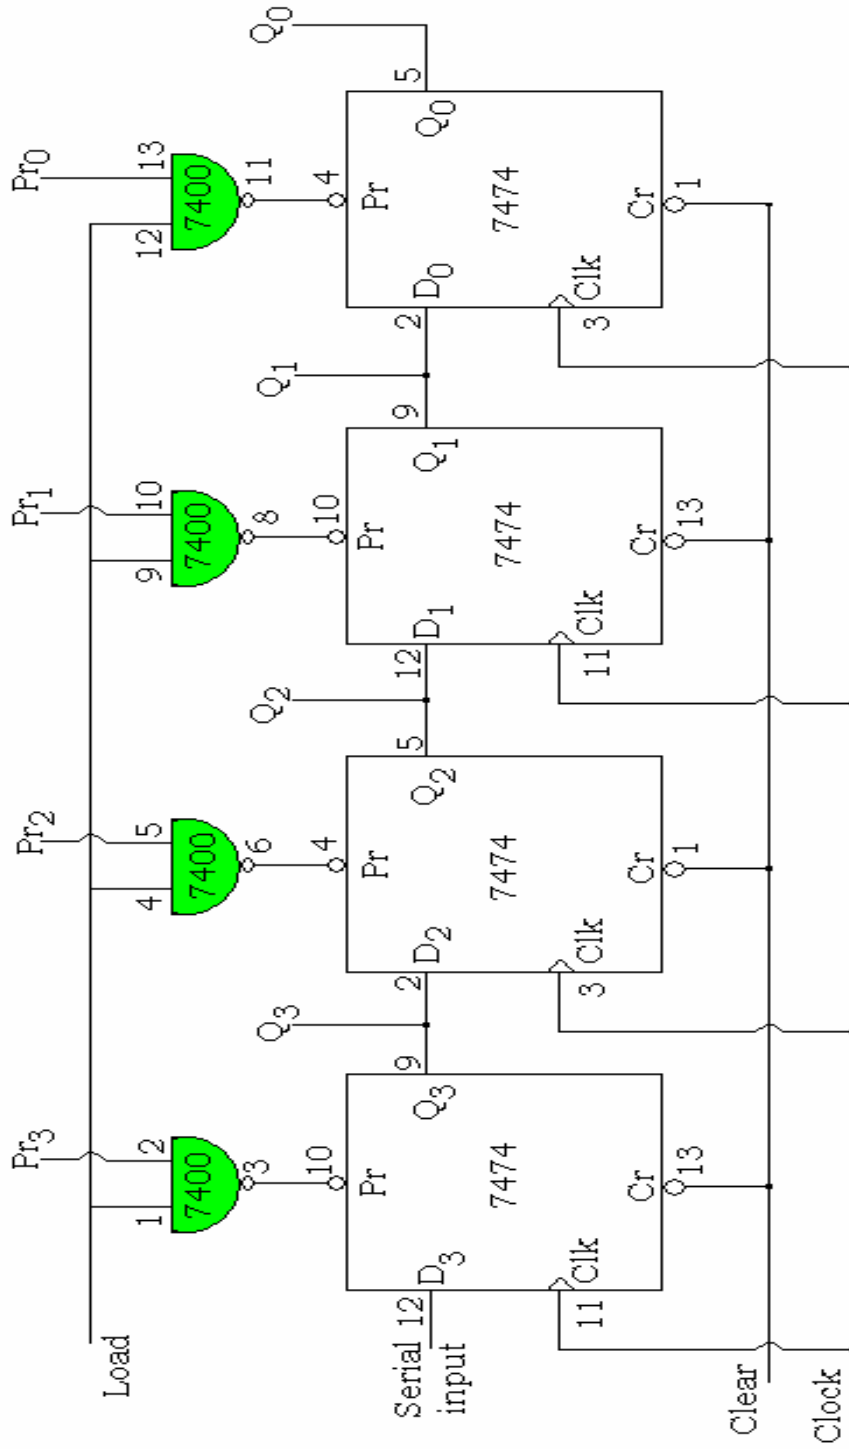 Pr3
Pr2
Pr1
Pr0
1
2
4
5
9
10
12
13
7400
7400
7400
7400
3
6
8
11
Load
Q3
Q2
Q1
Q0
10
4
10
4
Pr
Pr
Pr
Pr
Serial
input
12
D3
Q3
9
2
D2
Q2
5
12
D1
Q1
9
2
D0
Q0
5
7474
7474
7474
7474
11
Clk
3
Clk
11
Clk
3
Clk
Cr
Cr
Cr
Cr
13
1
13
1
Clear
Clock